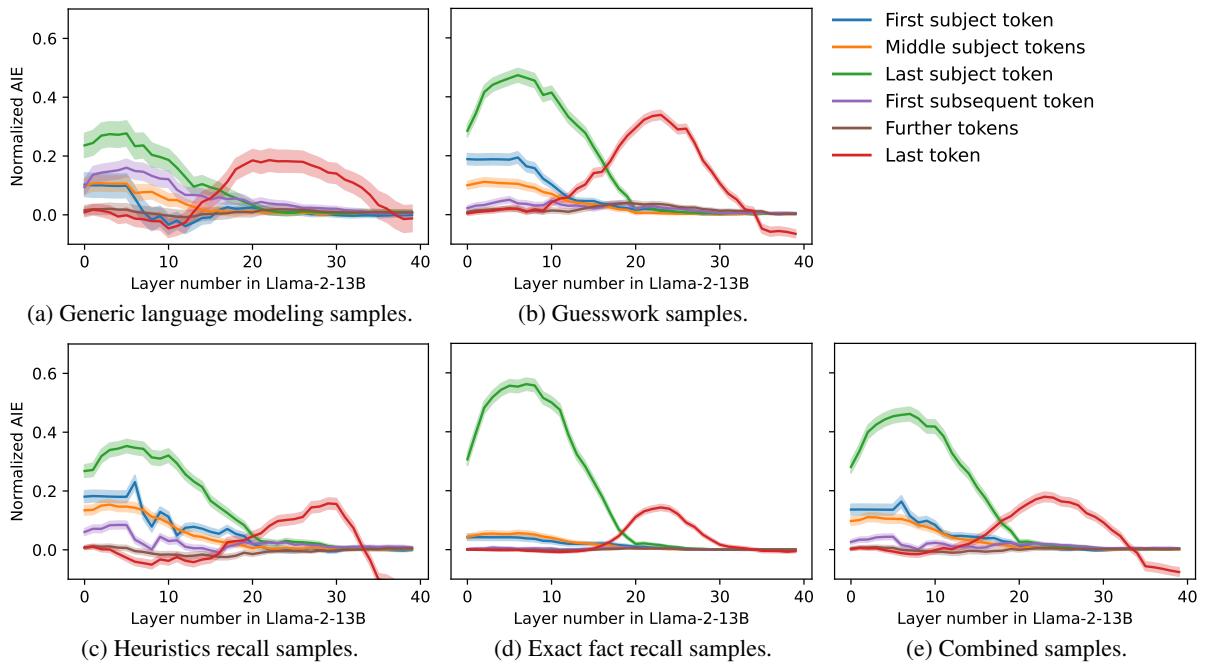 0.6
0.4
0.2
0.0
Normalized AIE
0 10 20 30 40
Layer number in Llama-2-13B
(a) Generic language modeling samples.
0 10 20 30 40
Layer number in Llama-2-13B
(b) Guesswork samples.
First subject token
Middle subject tokens
Last subject token
First subsequent token
Further tokens
Last token
0.6
0.4
0.2
0.0
Normalized AIE
0 10 20 30 40
Layer number in Llama-2-13B
(c) Heuristics recall samples.
0 10 20 30 40
Layer number in Llama-2-13B
(d) Exact fact recall samples.
0 10 20 30 40
Layer number in Llama-2-13B
(e) Combined samples.